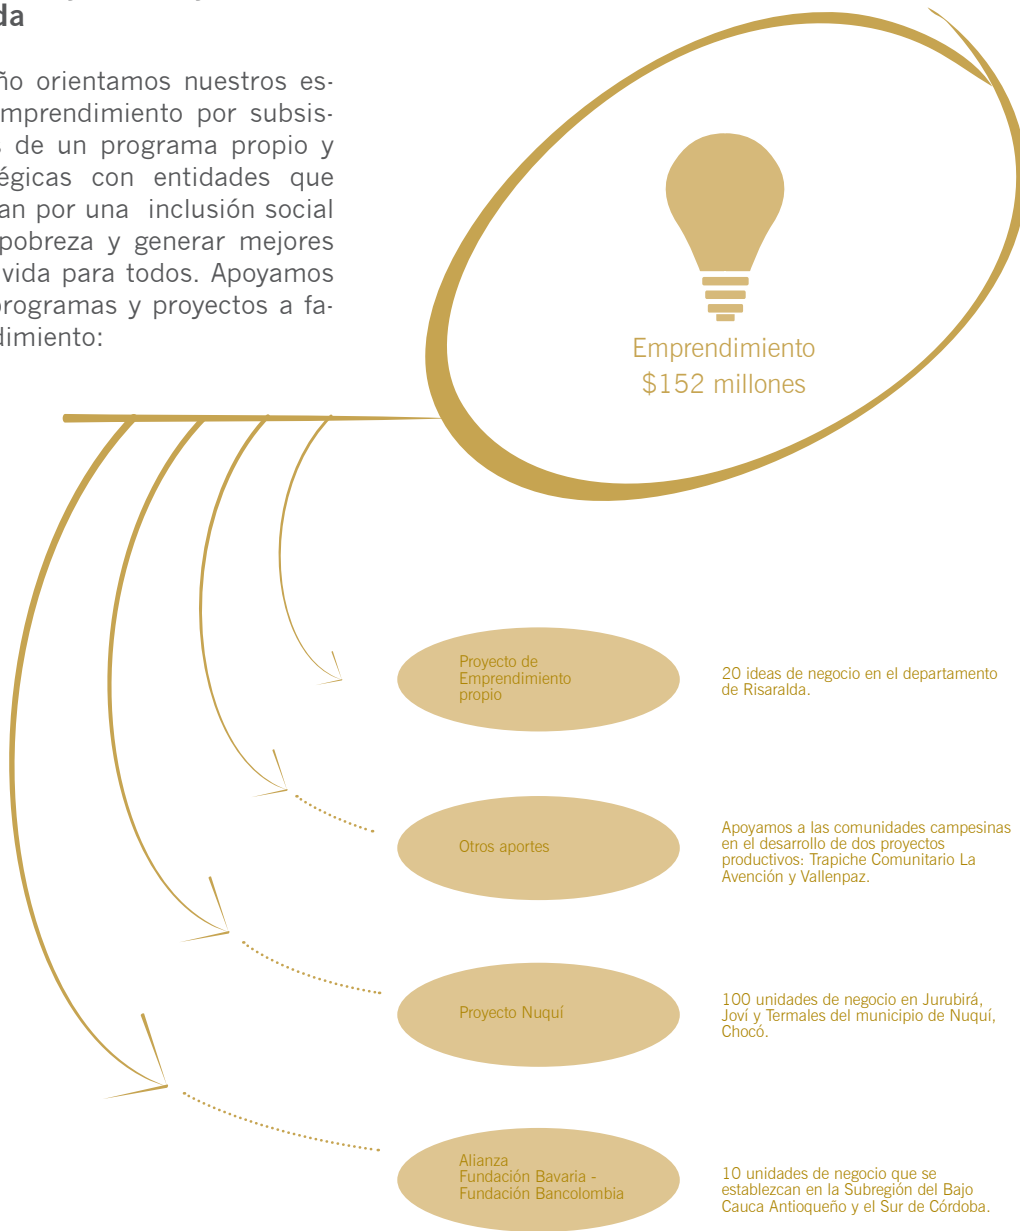 da
ño orientamos nuestros es-
mprendimiento por subsis-
s de un programa propio y
égicas con entidades que
an por una inclusión social
pobreza y generar mejores
vida para todos. Apoyamos
programas y proyectos a fa-
dimiento:
Emprendimiento
$152 millones
Proyecto de
Emprendimiento
propio
20 ideas de negocio en el departamento
de Risaralda.
Otros aportes
Apoyamos a las comunidades campesinas
en el desarrollo de dos proyectos
productivos: Trapiche Comunitario La
Avención y Vallenpaz.
Proyecto Nuquí
100 unidades de negocio en Jurubirá,
Joví y Termales del municipio de Nuquí,
Chocó.
Alianza
Fundación Bavaria -
Fundación Bancolombia
10 unidades de negocio que se
establezcan en la Subregión del Bajo
Cauca Antioqueño y el Sur de Córdoba.